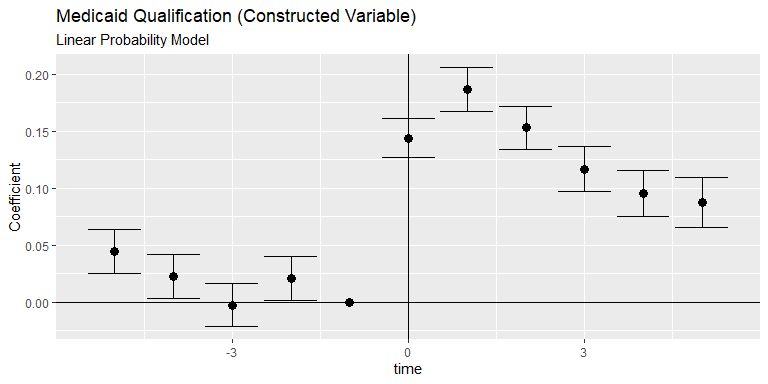 Medicaid Qualification (Constructed Variable)
Linear Probability Model
Coefficient
0.20
0.15
0.10
0.05
0.00
-3
0
3
time